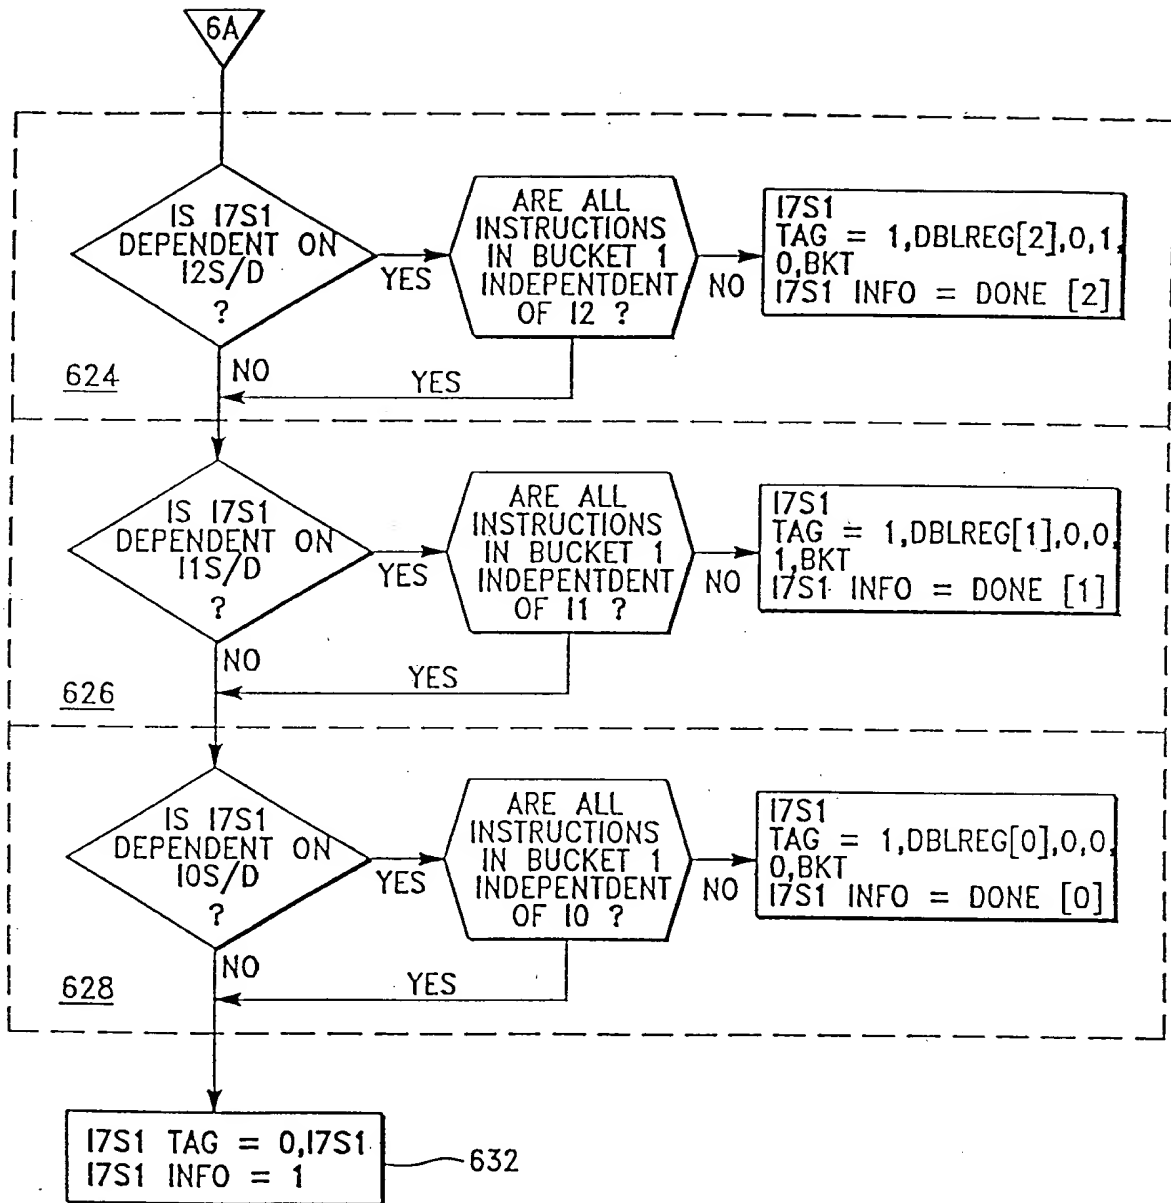 6A
IS I7S1
DEPENDENT ON
I2S/D
?
YES
ARE ALL
INSTRUCTIONS
IN BUCKET 1
INDEPENTDENT
OF I2 ?
NO
I7S1
TAG = 1,DBLREG[2],0,1,
0,BKT
I7S1 INFO = DONE [2]
NO
YES
624
IS I7S1
DEPENDENT ON
I1S/D
?
YES
ARE ALL
INSTRUCTIONS
IN BUCKET 1
INDEPENTDENT
OF I1 ?
NO
I7S1
TAG = 1,DBLREG[1],0,0,
1,BKT
I7S1 INFO = DONE [1]
NO
YES
626
IS I7S1
DEPENDENT ON
I0S/D
?
YES
ARE ALL
INSTRUCTIONS
IN BUCKET 1
INDEPENTDENT
OF I0 ?
NO
I7S1
TAG = 1,DBLREG[0],0,0,
0,BKT
I7S1 INFO = DONE [0]
NO
YES
628
I7S1 TAG = 0,I7S1
I7S1 INFO = 1
632